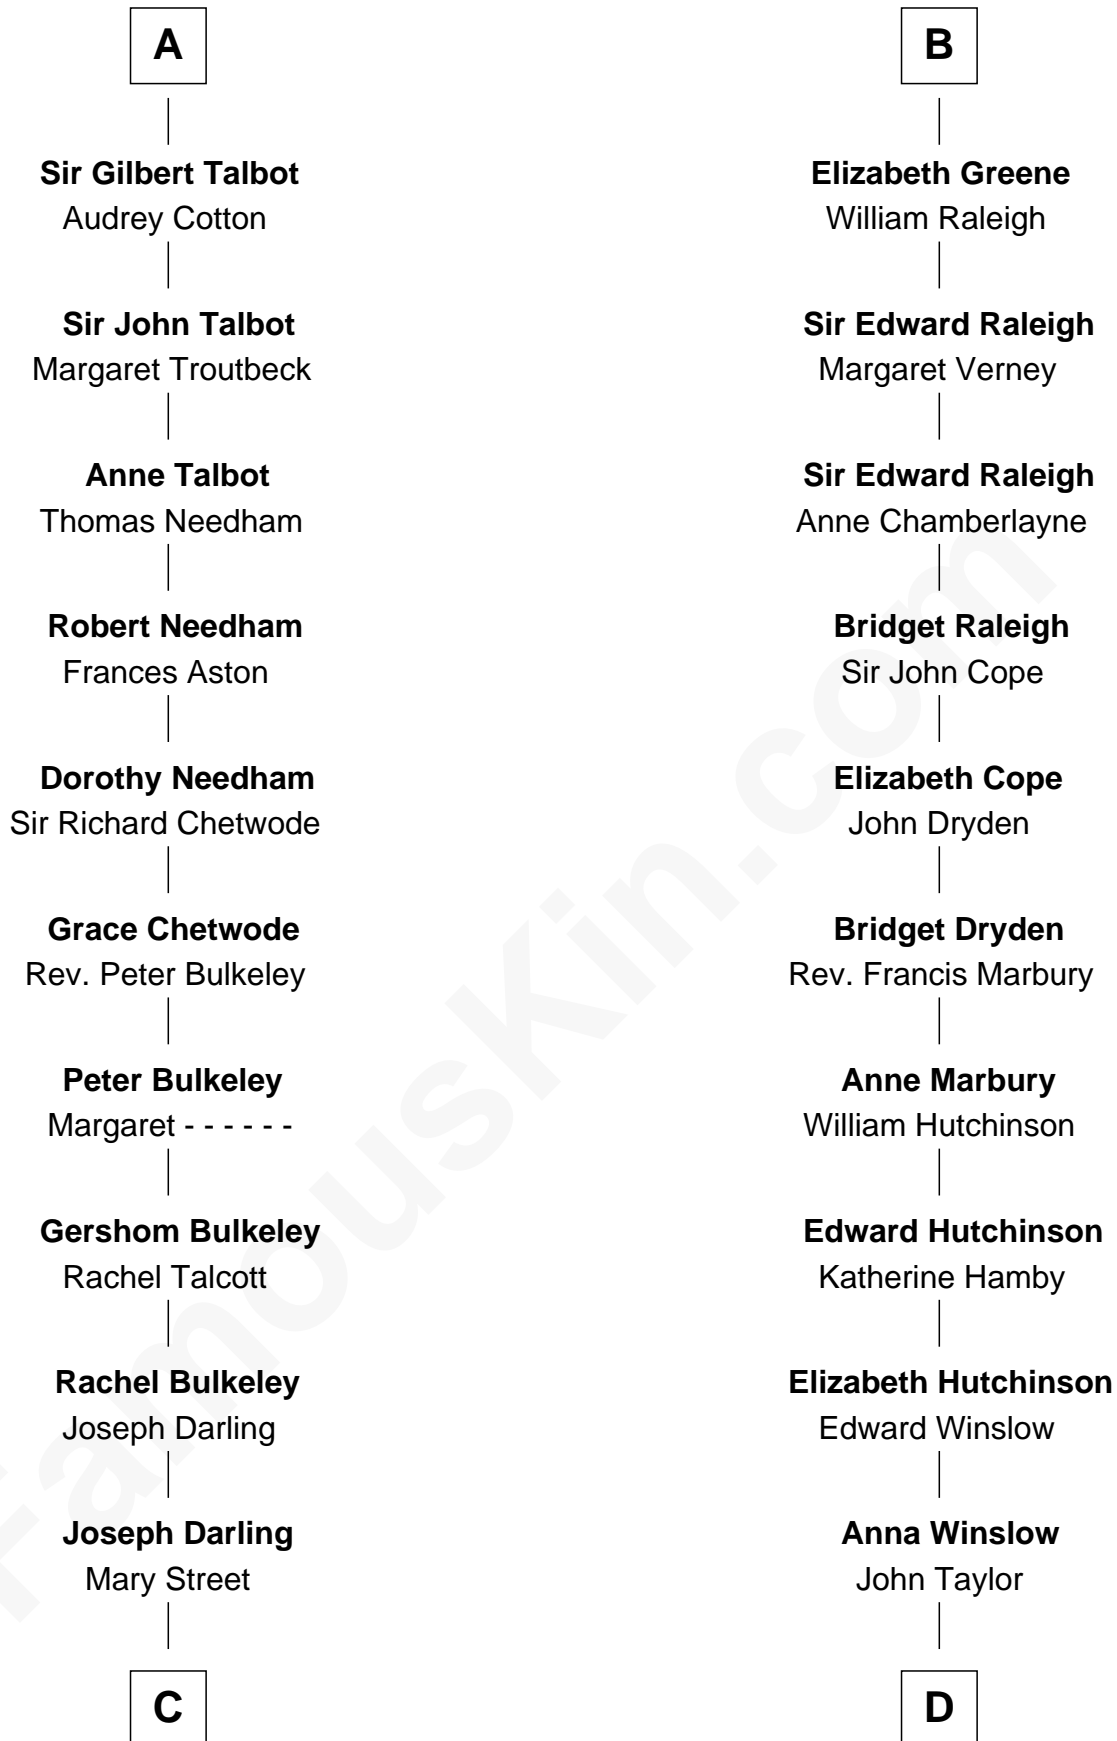 A
Sir Gilbert Talbot
Audrey Cotton
Sir John Talbot
Margaret Troutbeck
Anne Talbot
Thomas Needham
Robert Needham
Frances Aston
Dorothy Needham
Sir Richard Chetwode
Grace Chetwode
Rev. Peter Bulkeley
Peter Bulkeley
Margaret - - - - - -
Gershom Bulkeley
Rachel Talcott
Rachel Bulkeley
Joseph Darling
Joseph Darling
Mary Street
C
B
Elizabeth Greene
William Raleigh
Sir Edward Raleigh
Margaret Verney
Sir Edward Raleigh
Anne Chamberlayne
Bridget Raleigh
Sir John Cope
Elizabeth Cope
John Dryden
Bridget Dryden
Rev. Francis Marbury
Anne Marbury
William Hutchinson
Edward Hutchinson
Katherine Hamby
Elizabeth Hutchinson
Edward Winslow
Anna Winslow
John Taylor
D
FamousKin.com